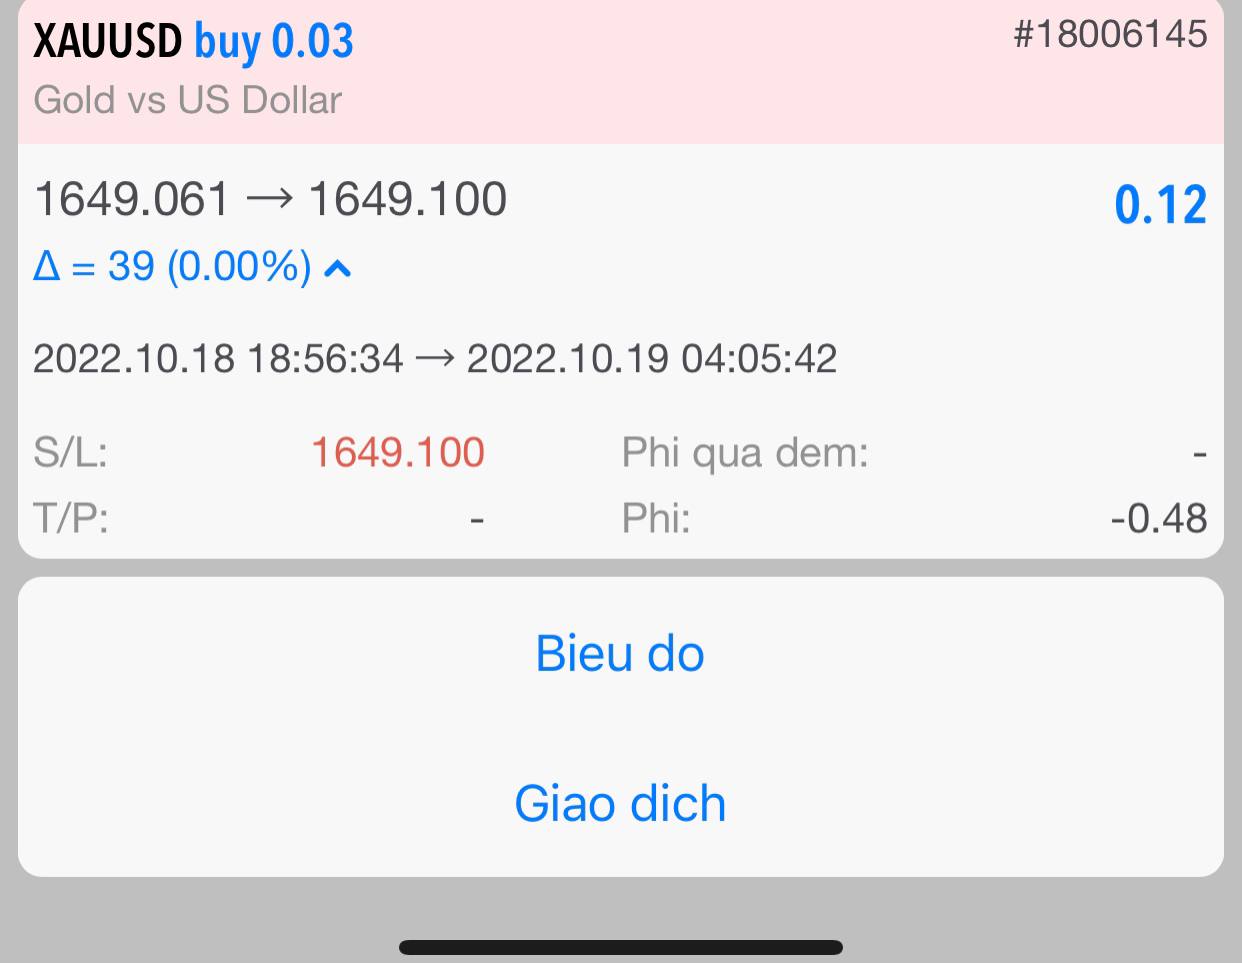 XAUUSD buy 0.03 #18006145
Gold vs US Dollar
1649.061 → 1649.100 0.12
Δ = 39 (0.00%)
2022.10.18 18:56:34 → 2022.10.19 04:05:42
S/L: 1649.100 Phi qua dem: -
T/P: - Phi: -0.48
Bieu do
Giao dich